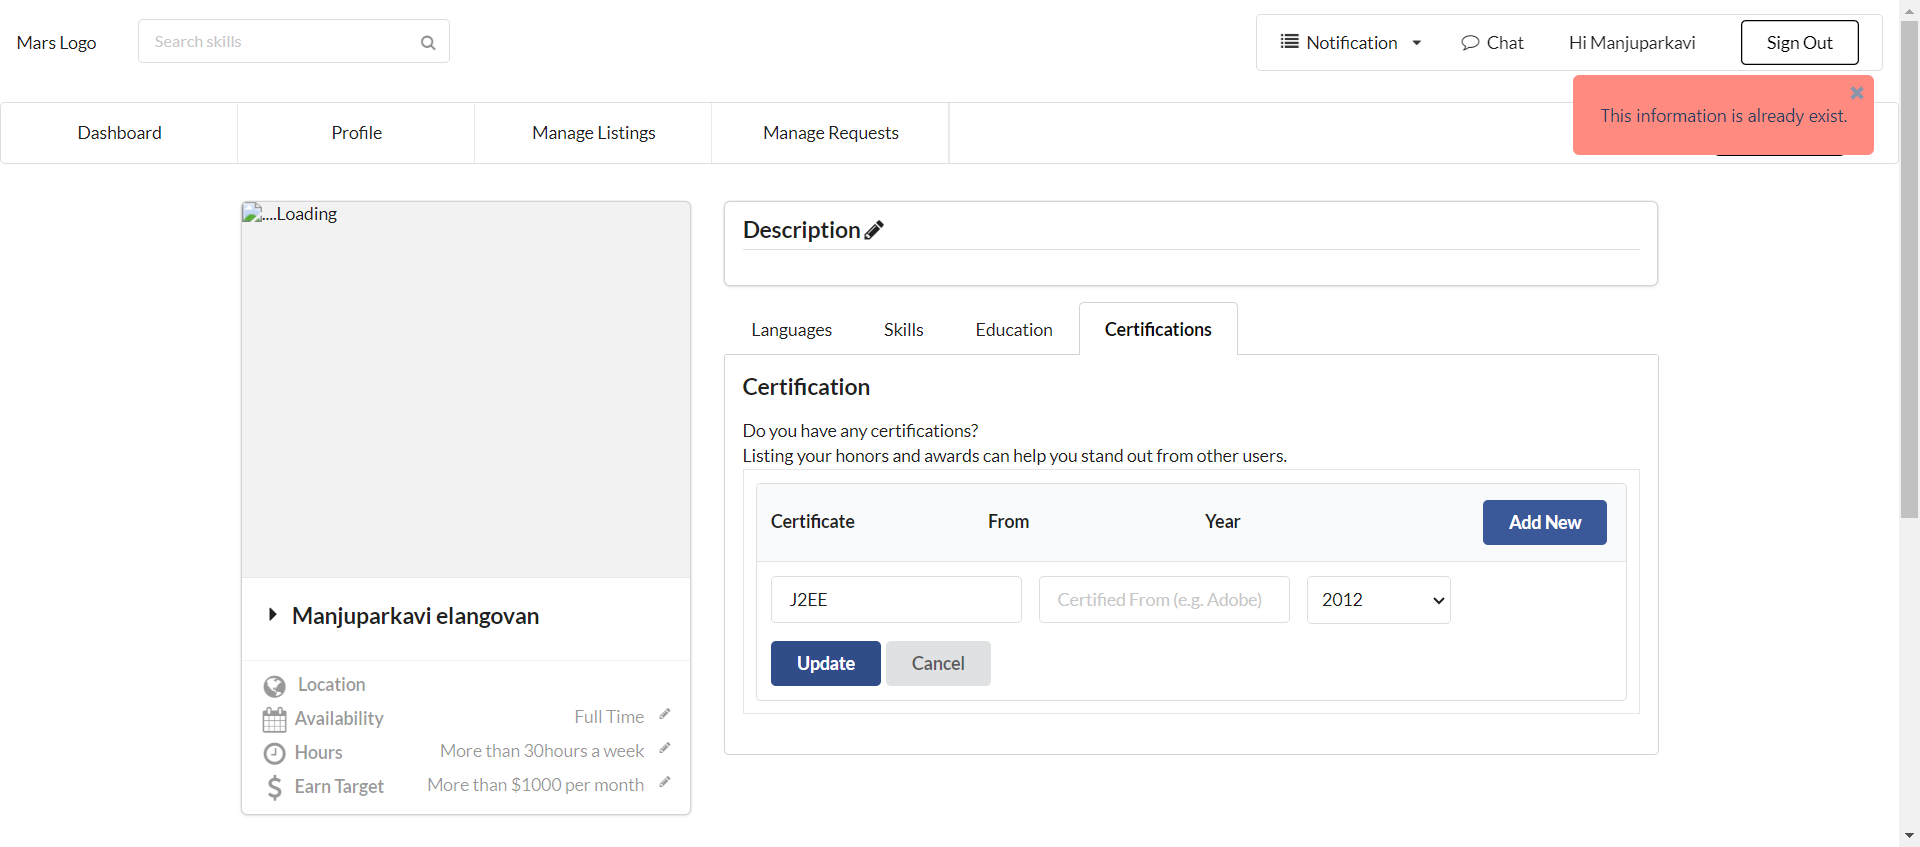 Mars Logo
Search skills
Notification
Chat
Hi Manjuparkavi
Sign Out
This information is already exist.
Dashboard
Profile
Manage Listings
Manage Requests
....Loading
Manjuparkavi elangovan
Location
Availability
Full Time
Hours
More than 30hours a week
Earn Target
More than $1000 per month
Description
Languages
Skills
Education
Certifications
Certification
Do you have any certifications?
Listing your honors and awards can help you stand out from other users.
Certificate
From
Year
Add New
J2EE
Certified From (e.g. Adobe)
2012
Update
Cancel